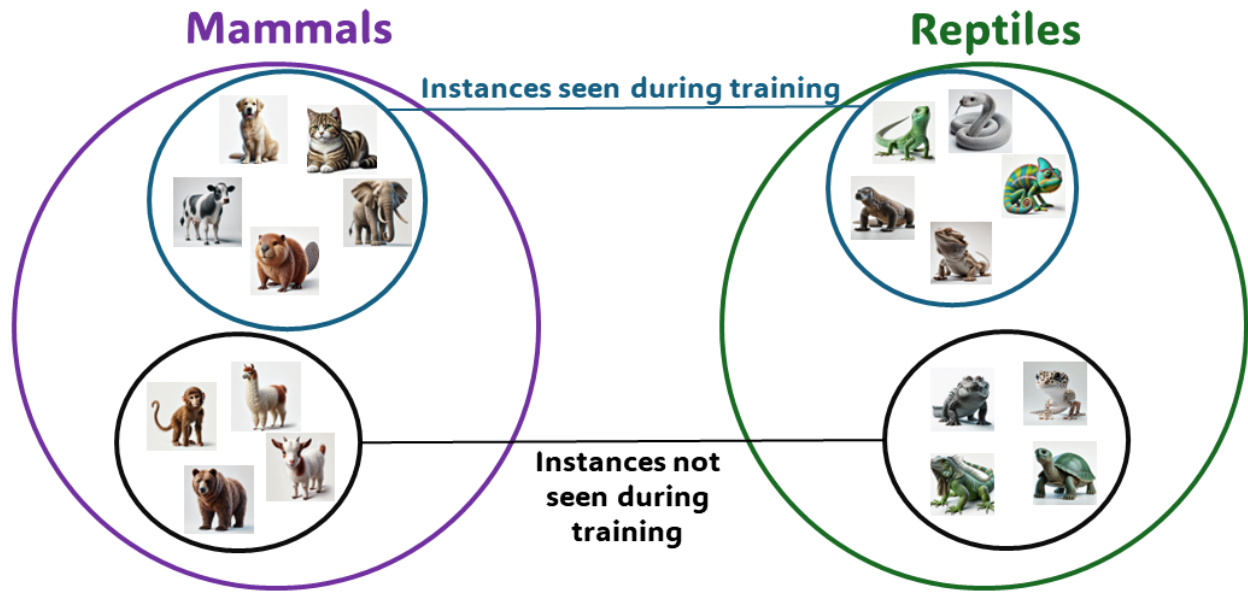 Mammals
Reptiles
Instances seen during training
Instances not
seen during
training